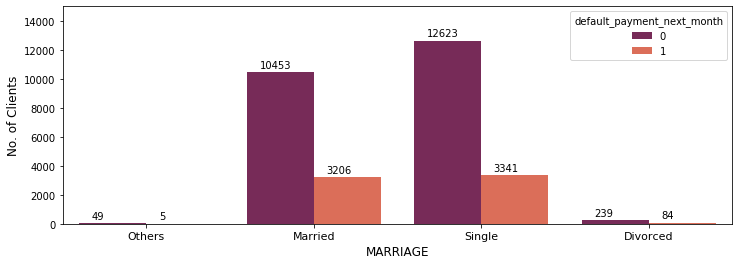 default_payment_next_month
0
1
14000
12000
10000
8000
6000
4000
2000
0
No. of Clients
49
5
10453
3206
12623
3341
239
84
Others
Married
Single
Divorced
MARRIAGE